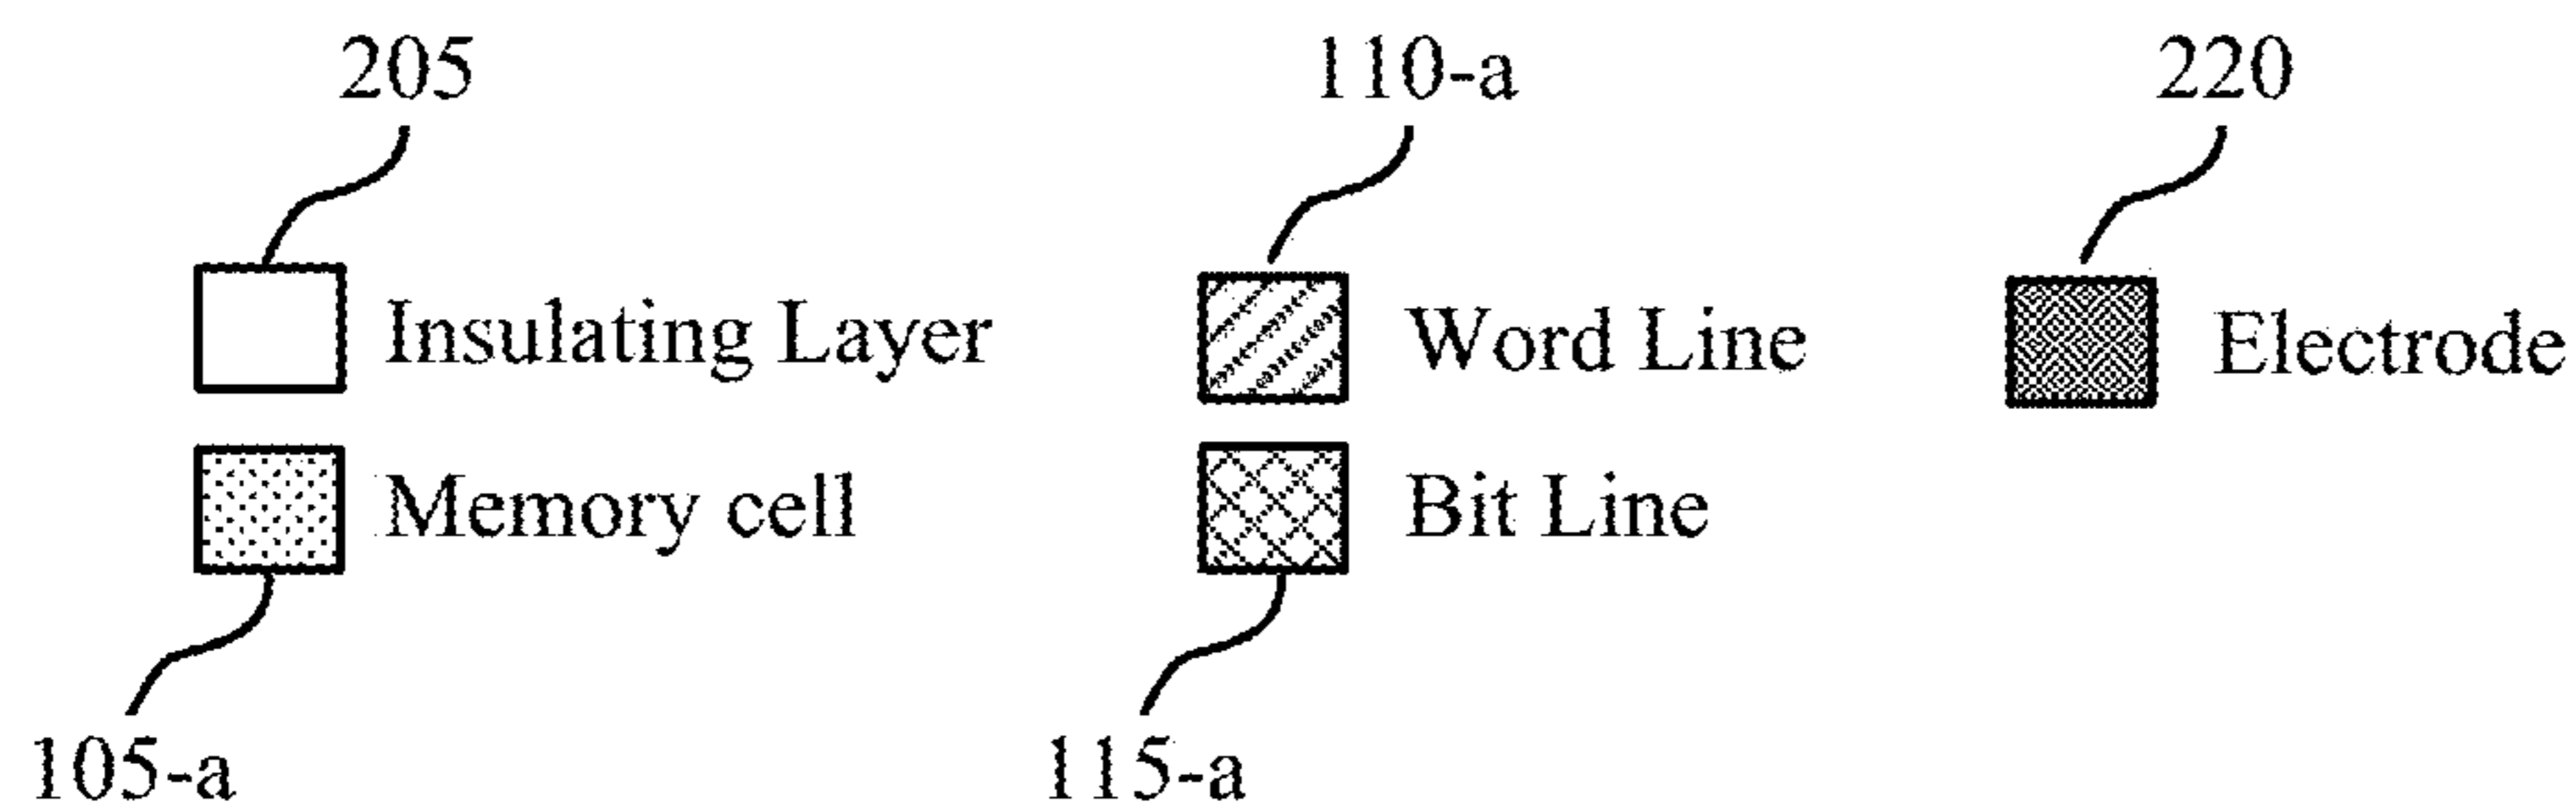 205
110-a
220
Insulating Layer
Word Line
Electrode
Memory cell
Bit Line
105-a
115-a